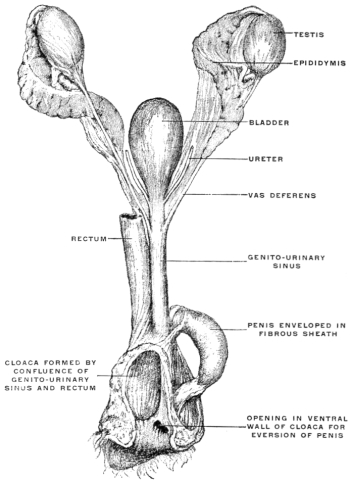 TESTIS
EPIDIDYMIS
BLADDER
URETER
VAS DEFERENS
RECTUM
GENITO-URINARY
SINUS
PENIS ENVELOPED IN
FIBROUS SHEATH
CLOACA FORMED BY
CONFLUENCE OF
GENITO-URINARY
SINUS AND RECTUM
OPENING IN VENTRAL
WALL OF CLOACA FOR
EVERSION OF PENIS